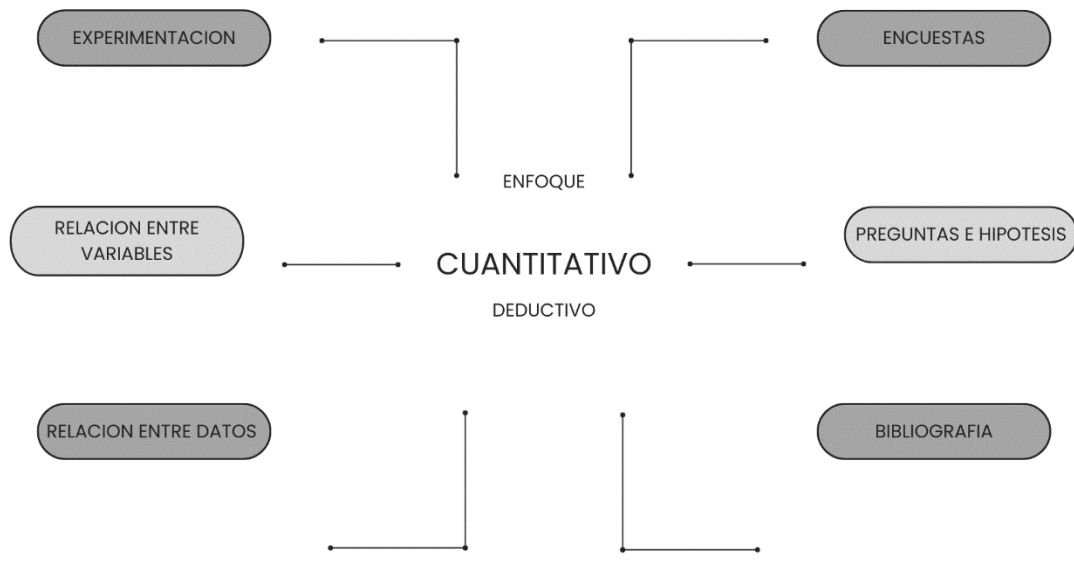 EXPERIMENTACION
ENCUESTAS
ENFOQUE
RELACION ENTRE
VARIABLES
PREGUNTAS E HIPOTESIS
CUANTITATIVO
DEDUCTIVO
RELACION ENTRE DATOS
BIBLIOGRAFIA